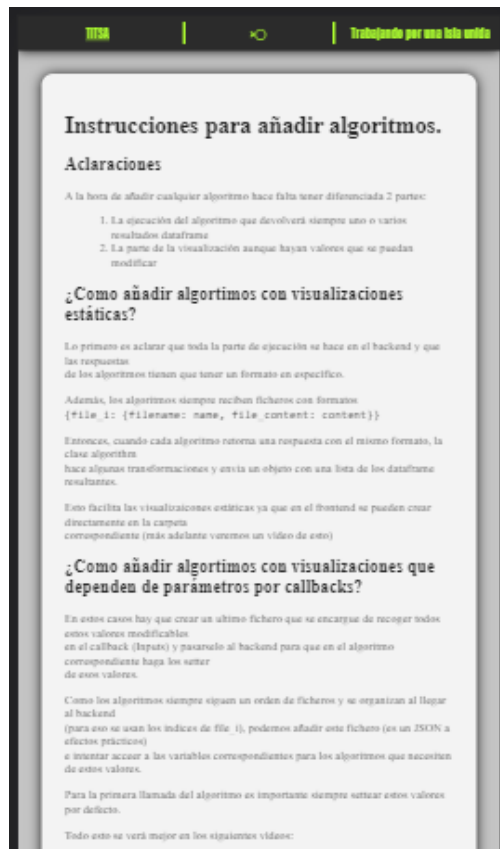 TITSA
Trabajando por una isla unida
Instrucciones para añadir algoritmos.
Aclaraciones
A la hora de añadir cualquier algoritmo hace falta tener diferenciada 2 partes:
1. La ejecución del algoritmo que devolverá siempre uno o varios
resultados dataframe
2. La parte de la visualización aunque hayan valores que se puedan
modificar
¿Como añadir algortimos con visualizaciones
estáticas?
Lo primero es aclarar que toda la parte de ejecución se hace en el backend y que
las respuestas
de los algoritmos tienen que tener un formato en específico.
Además, los algoritmos siempre reciben ficheros con formatos
{file_i: {filename: name, file_content: content}}
Entonces, cuando cada algoritmo retorna una respuesta con el mismo formato, la
clase algorithm
hace algunas transformaciones y envia un objeto con una lista de los dataframe
resultantes.
Esto facilita las visualizaicones estáticas ya que en el frontend se pueden crear
directamente en la carpeta
correspondiente (más adelante veremos un vídeo de esto)
¿Como añadir algortimos con visualizaciones que
dependen de parámetros por callbacks?
En estos casos hay que crear un ultimo fichero que se encargue de recoger todos
estos valores modificables
en el callback (Inputs) y pasarselo al backend para que en el algoritmo
correspondiente haga los setter
de esos valores.
Como los algoritmos siempre siguen un orden de ficheros y se organizan al llegar
al backend
(para eso se usan los indices de file_i), podemos añadir este fichero (es un JSON a
efectos prácticos)
e intentar acceer a las variables correspondientes para los algoritmos que necesiten
de estos valores.
Para la primera llamada del algoritmo es importante siempre settear estos valores
por defecto.
Todo esto se verá mejor en los siguientes vídeos: